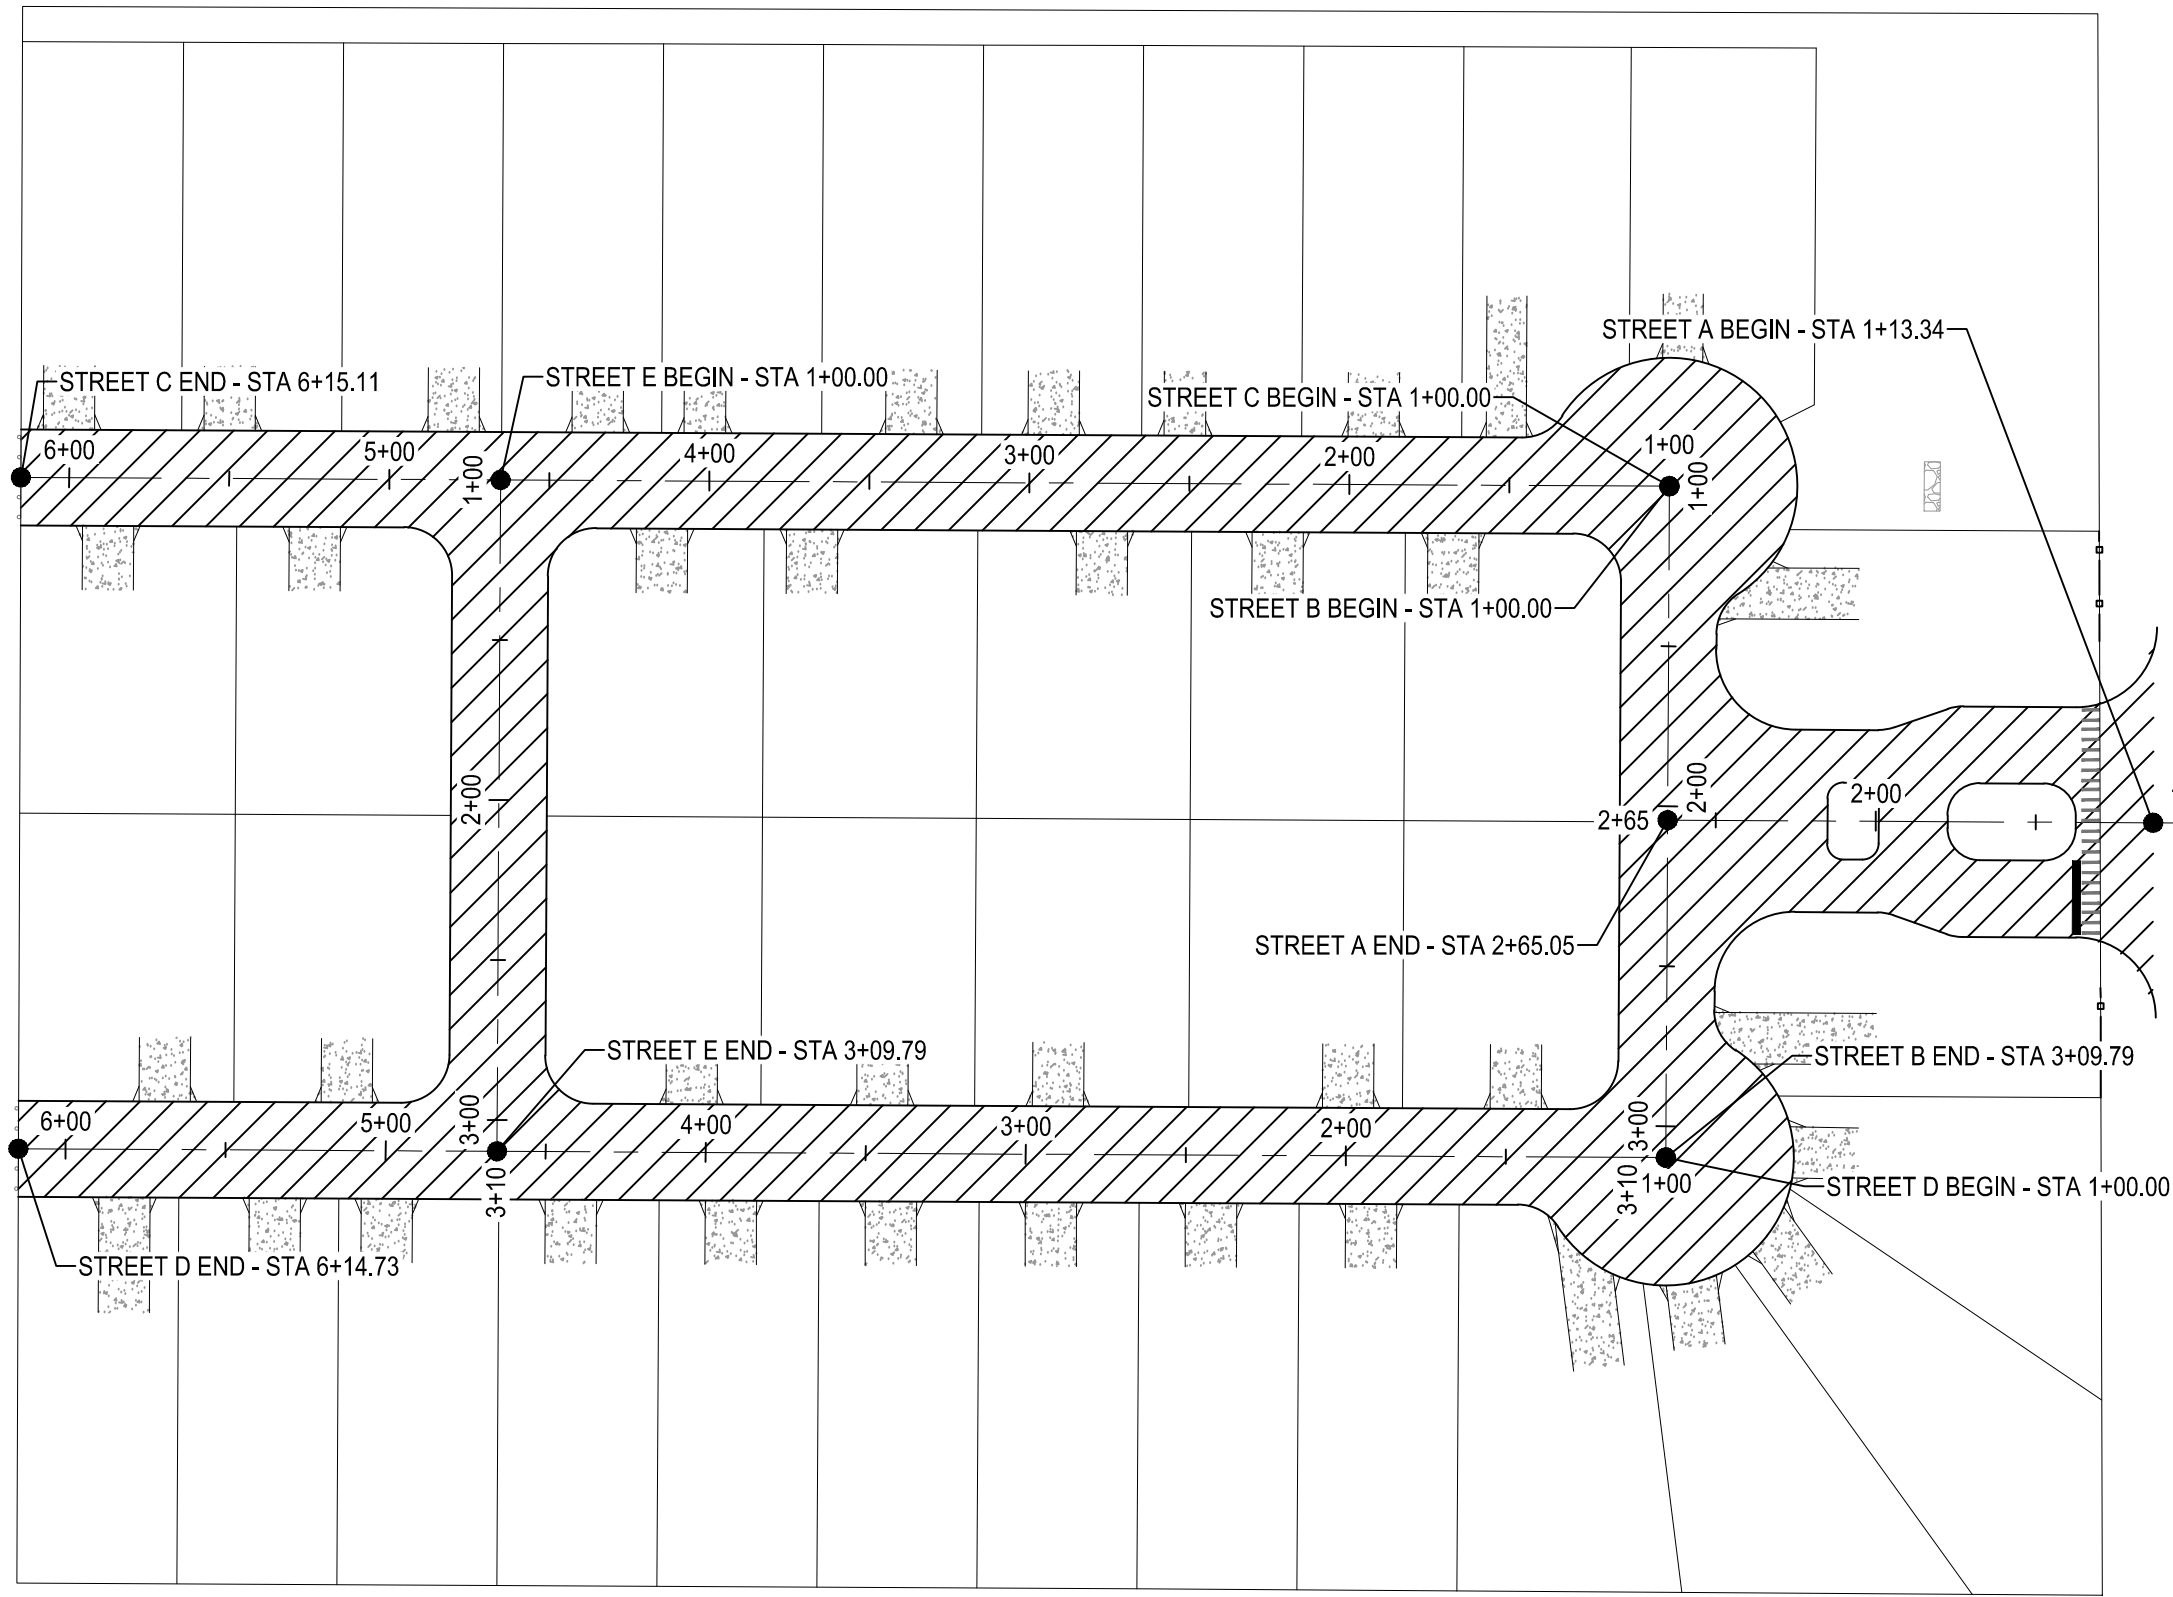 STREET A BEGIN - STA 1+13.34
STREET C END - STA 6+15.11
STREET E BEGIN - STA 1+00.00
STREET C BEGIN - STA 1+00.00
6+00
5+00
1+00
4+00
3+00
2+00
1+00
1+00
STREET B BEGIN - STA 1+00.00
2+00
2+65
2+00
2+00
STREET A END - STA 2+65.05
STREET E END - STA 3+09.79
STREET B END - STA 3+09.79
6+00
5+00
3+00
4+00
3+00
2+00
3+00
3+10
3+10
1+00
STREET D BEGIN - STA 1+00.00
STREET D END - STA 6+14.73